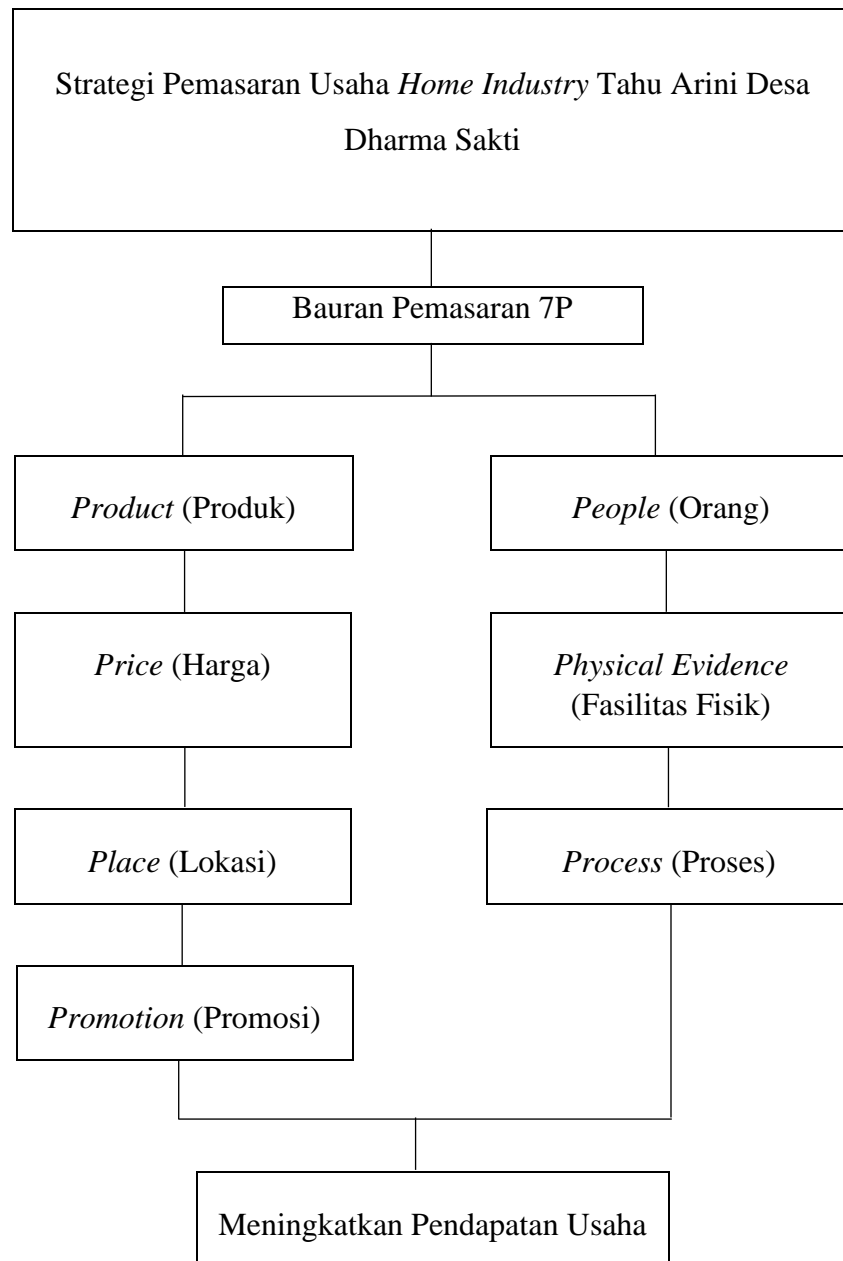 Strategi Pemasaran Usaha Home Industry Tahu Arini Desa
Dharma Sakti
Bauran Pemasaran 7P
Product (Produk)
People (Orang)
Price (Harga)
Physical Evidence
(Fasilitas Fisik)
Place (Lokasi)
Process (Proses)
Promotion (Promosi)
Meningkatkan Pendapatan Usaha